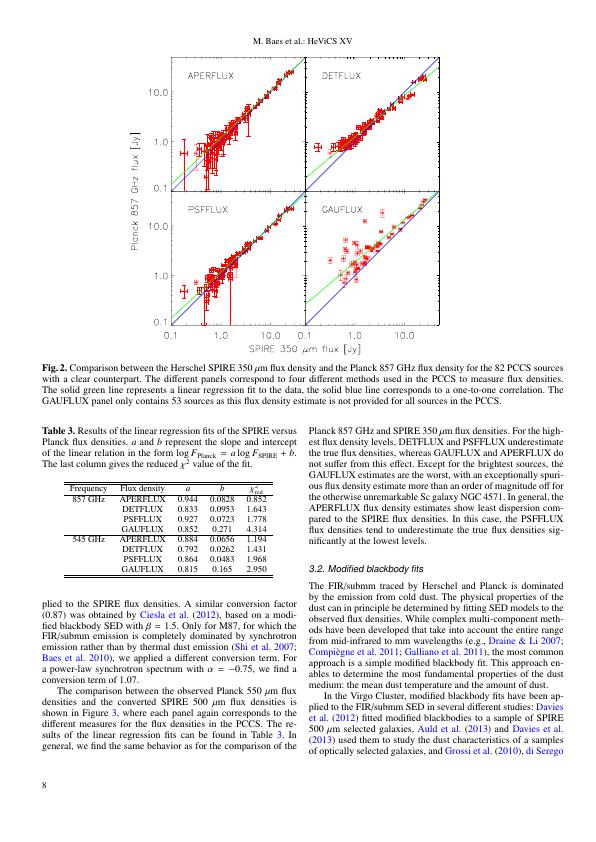 M. Baes et al.: HeViCS XV
APERFLUX
DETFLUX
10.0
1.0
0.1
PSFFLUX
GAUFLUX
10.0
1.0
0.1
Planck 857 GHz flux [Jy]
0.1 1.0 10.0 0.1 1.0 10.0
SPIRE 350 μm flux [Jy]
Fig. 2. Comparison between the Herschel SPIRE 350 μm flux density and the Planck 857 GHz flux density for the 82 PCCS sources
with a clear counterpart. The different panels correspond to four different methods used in the PCCS to measure flux densities.
The solid green line represents a linear regression fit to the data, the solid blue line corresponds to a one-to-one correlation. The
GAUFLUX panel only contains 53 sources as this flux density estimate is not provided for all sources in the PCCS.
Table 3. Results of the linear regression fits of the SPIRE versus
Planck flux densities. a and b represent the slope and intercept
of the linear relation in the form log F_Planck = a log F_SPIRE + b.
The last column gives the reduced χ² value of the fit.
Frequency Flux density a b χ²_red
857 GHz APERFLUX 0.944 0.0828 0.852
DETFLUX 0.833 0.0953 1.643
PSFFLUX 0.927 0.0723 1.778
GAUFLUX 0.852 0.271 4.314
545 GHz APERFLUX 0.884 0.0656 1.194
DETFLUX 0.792 0.0262 1.431
PSFFLUX 0.864 0.0483 1.968
GAUFLUX 0.815 0.165 2.950
plied to the SPIRE flux densities. A similar conversion factor
(0.87) was obtained by Ciesla et al. (2012), based on a modi-
fied blackbody SED with β = 1.5. Only for M87, for which the
FIR/submm emission is completely dominated by synchrotron
emission rather than by thermal dust emission (Shi et al. 2007;
Baes et al. 2010), we applied a different conversion term. For
a power-law synchrotron spectrum with α = −0.75, we find a
conversion term of 1.07.
The comparison between the observed Planck 550 μm flux
densities and the converted SPIRE 500 μm flux densities is
shown in Figure 3, where each panel again corresponds to the
different measures for the flux densities in the PCCS. The re-
sults of the linear regression fits can be found in Table 3. In
general, we find the same behavior as for the comparison of the
Planck 857 GHz and SPIRE 350 μm flux densities. For the high-
est flux density levels, DETFLUX and PSFFLUX underestimate
the true flux densities, whereas GAUFLUX and APERFLUX do
not suffer from this effect. Except for the brightest sources, the
GAUFLUX estimates are the worst, with an exceptionally spuri-
ous flux density estimate more than an order of magnitude off for
the otherwise unremarkable Sc galaxy NGC 4571. In general, the
APERFLUX flux density estimates show least dispersion com-
pared to the SPIRE flux densities. In this case, the PSFFLUX
flux densities tend to underestimate the true flux densities sig-
nificantly at the lowest levels.
3.2. Modified blackbody fits
The FIR/submm traced by Herschel and Planck is dominated
by the emission from cold dust. The physical properties of the
dust can in principle be determined by fitting SED models to the
observed flux densities. While complex multi-component meth-
ods have been developed that take into account the entire range
from mid-infrared to mm wavelengths (e.g., Draine & Li 2007;
Compiègne et al. 2011; Galliano et al. 2011), the most common
approach is a simple modified blackbody fit. This approach en-
ables to determine the most fundamental properties of the dust
medium: the mean dust temperature and the amount of dust.
In the Virgo Cluster, modified blackbody fits have been ap-
plied to the FIR/submm SED in several different studies: Davies
et al. (2012) fitted modified blackbodies to a sample of SPIRE
500 μm selected galaxies, Auld et al. (2013) and Davies et al.
(2013) used them to study the dust characteristics of a samples
of optically selected galaxies, and Grossi et al. (2010), di Serego
8